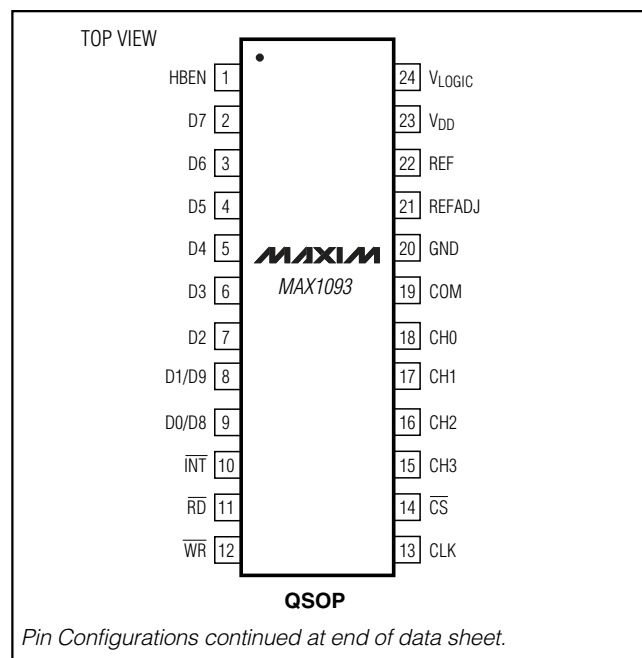 TOP VIEW
HBEN 1 24 VLOGIC
D7 2 23 VDD
D6 3 22 REF
D5 4 21 REFADJ
D4 5 MAXIM 20 GND
D3 6 MAX1093 19 COM
D2 7 18 CH0
D1/D9 8 17 CH1
D0/D8 9 16 CH2
INT 10 15 CH3
RD 11 14 CS
WR 12 13 CLK
QSOP
Pin Configurations continued at end of data sheet.